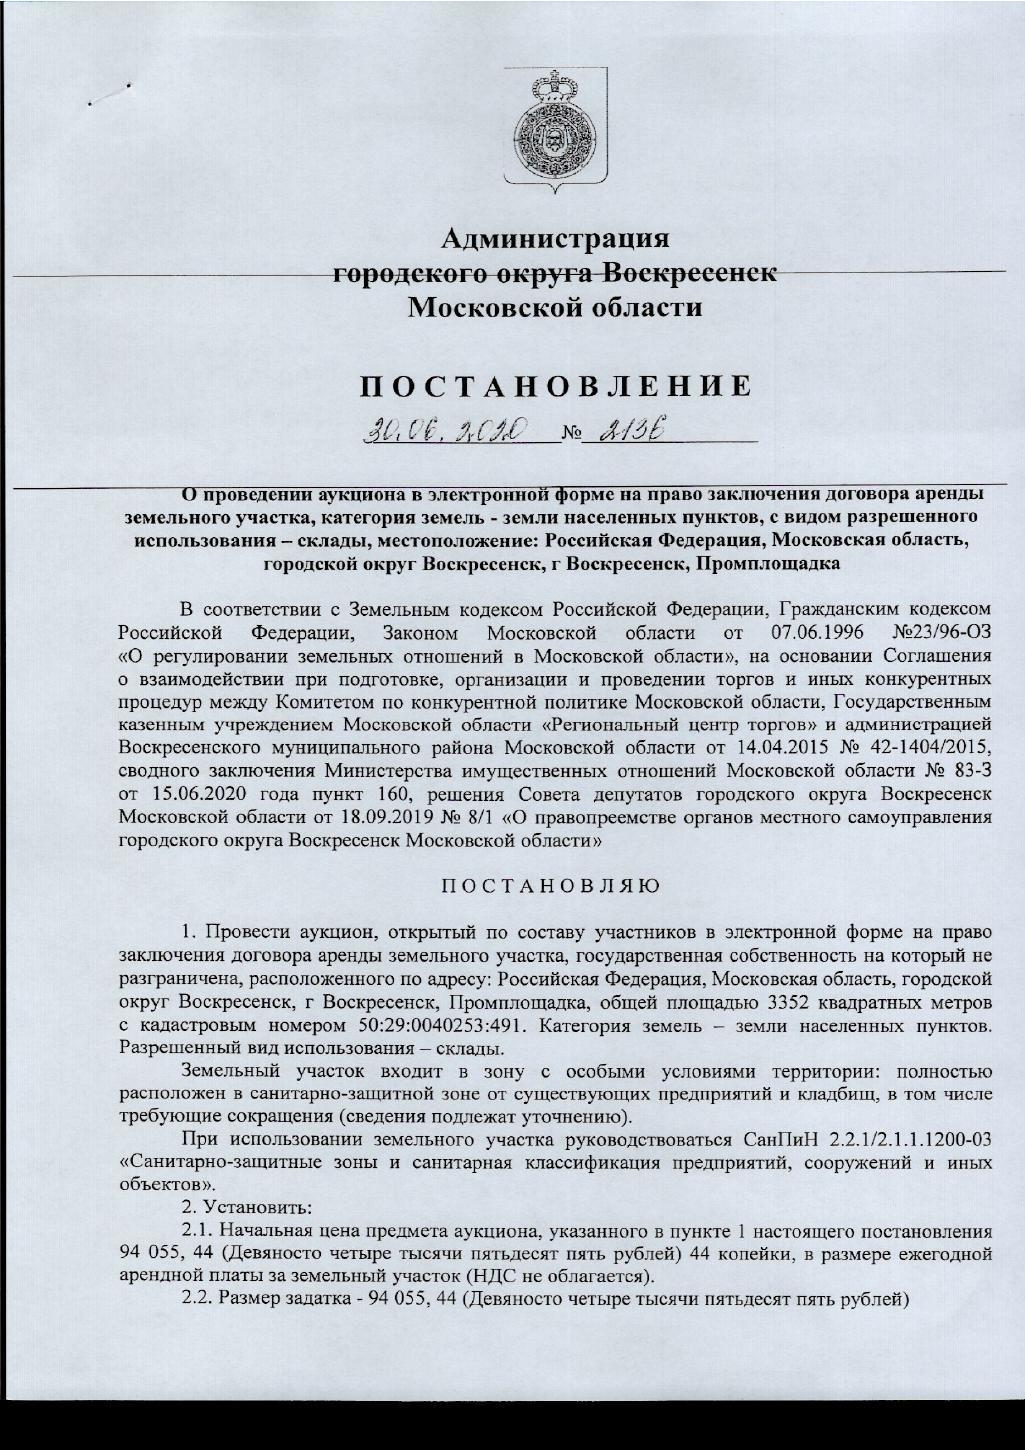 Администрация
городского округа Воскресенск
Московской области
ПОСТАНОВЛЕНИЕ
30.06.2020 № 2136
О проведении аукциона в электронной форме на право заключения договора аренды
земельного участка, категория земель - земли населенных пунктов, с видом разрешенного
использования – склады, местоположение: Российская Федерация, Московская область,
городской округ Воскресенск, г Воскресенск, Промплощадка
В соответствии с Земельным кодексом Российской Федерации, Гражданским кодексом
Российской Федерации, Законом Московской области от 07.06.1996 №23/96-ОЗ
«О регулировании земельных отношений в Московской области», на основании Соглашения
о взаимодействии при подготовке, организации и проведении торгов и иных конкурентных
процедур между Комитетом по конкурентной политике Московской области, Государственным
казенным учреждением Московской области «Региональный центр торгов» и администрацией
Воскресенского муниципального района Московской области от 14.04.2015 № 42-1404/2015,
сводного заключения Министерства имущественных отношений Московской области № 83-З
от 15.06.2020 года пункт 160, решения Совета депутатов городского округа Воскресенск
Московской области от 18.09.2019 № 8/1 «О правопреемстве органов местного самоуправления
городского округа Воскресенск Московской области»
ПОСТАНОВЛЯЮ
1. Провести аукцион, открытый по составу участников в электронной форме на право
заключения договора аренды земельного участка, государственная собственность на который не
разграничена, расположенного по адресу: Российская Федерация, Московская область, городской
округ Воскресенск, г Воскресенск, Промплощадка, общей площадью 3352 квадратных метров
с кадастровым номером 50:29:0040253:491. Категория земель – земли населенных пунктов.
Разрешенный вид использования – склады.
Земельный участок входит в зону с особыми условиями территории: полностью
расположен в санитарно-защитной зоне от существующих предприятий и кладбищ, в том числе
требующие сокращения (сведения подлежат уточнению).
При использовании земельного участка руководствоваться СанПиН 2.2.1/2.1.1.1200-03
«Санитарно-защитные зоны и санитарная классификация предприятий, сооружений и иных
объектов».
2. Установить:
2.1. Начальная цена предмета аукциона, указанного в пункте 1 настоящего постановления
94 055, 44 (Девяносто четыре тысячи пятьдесят пять рублей) 44 копейки, в размере ежегодной
арендной платы за земельный участок (НДС не облагается).
2.2. Размер задатка - 94 055, 44 (Девяносто четыре тысячи пятьдесят пять рублей)